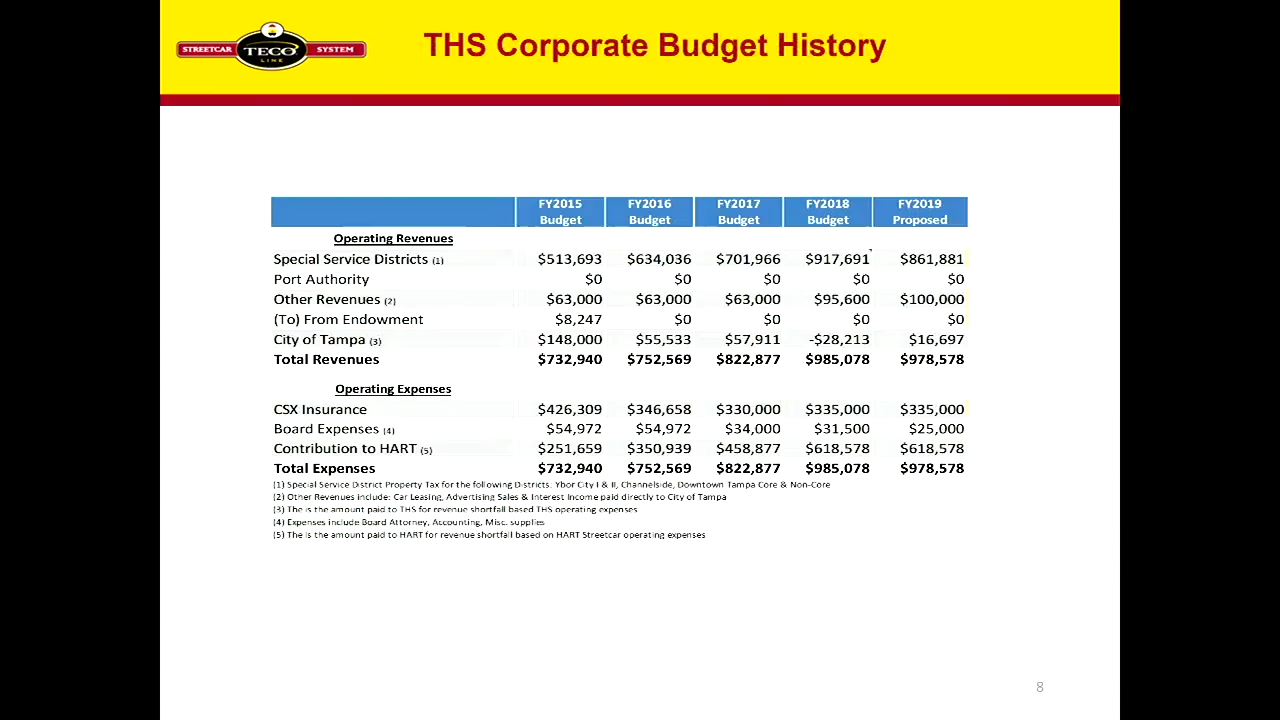 STREETCAR TECO LINE SYSTEM
THS Corporate Budget History
FY2015 FY2016 FY2017 FY2018 FY2019
Budget Budget Budget Budget Proposed
Operating Revenues
Special Service Districts (1) $513,693 $634,036 $701,966 $917,691 $861,881
Port Authority $0 $0 $0 $0 $0
Other Revenues (2) $63,000 $63,000 $63,000 $95,600 $100,000
(To) From Endowment $8,247 $0 $0 $0 $0
City of Tampa (3) $148,000 $55,533 $57,911 -$28,213 $16,697
Total Revenues $732,940 $752,569 $822,877 $985,078 $978,578
Operating Expenses
CSX Insurance $426,309 $346,658 $330,000 $335,000 $335,000
Board Expenses (4) $54,972 $54,972 $34,000 $31,500 $25,000
Contribution to HART (5) $251,659 $350,939 $458,877 $618,578 $618,578
Total Expenses $732,940 $752,569 $822,877 $985,078 $978,578
(1) Special Service District Property Tax for the following Districts: Ybor City I & II, Channelside, Downtown Tampa Core & Non-Core
(2) Other Revenues include: Car Leasing, Advertising Sales & Interest Income paid directly to City of Tampa
(3) The is the amount paid to THS for revenue shortfall based THS operating expenses
(4) Expenses include Board Attorney, Accounting, Misc. supplies
(5) The is the amount paid to HART for revenue shortfall based on HART Streetcar operating expenses
8